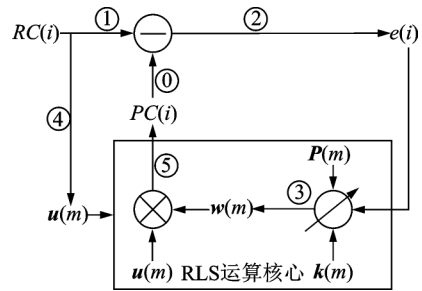 RC(i) ① ② e(i)
⓪
④ PC(i)
⑤ P(m)
③
u(m) w(m)
u(m) RLS运算核心 k(m)